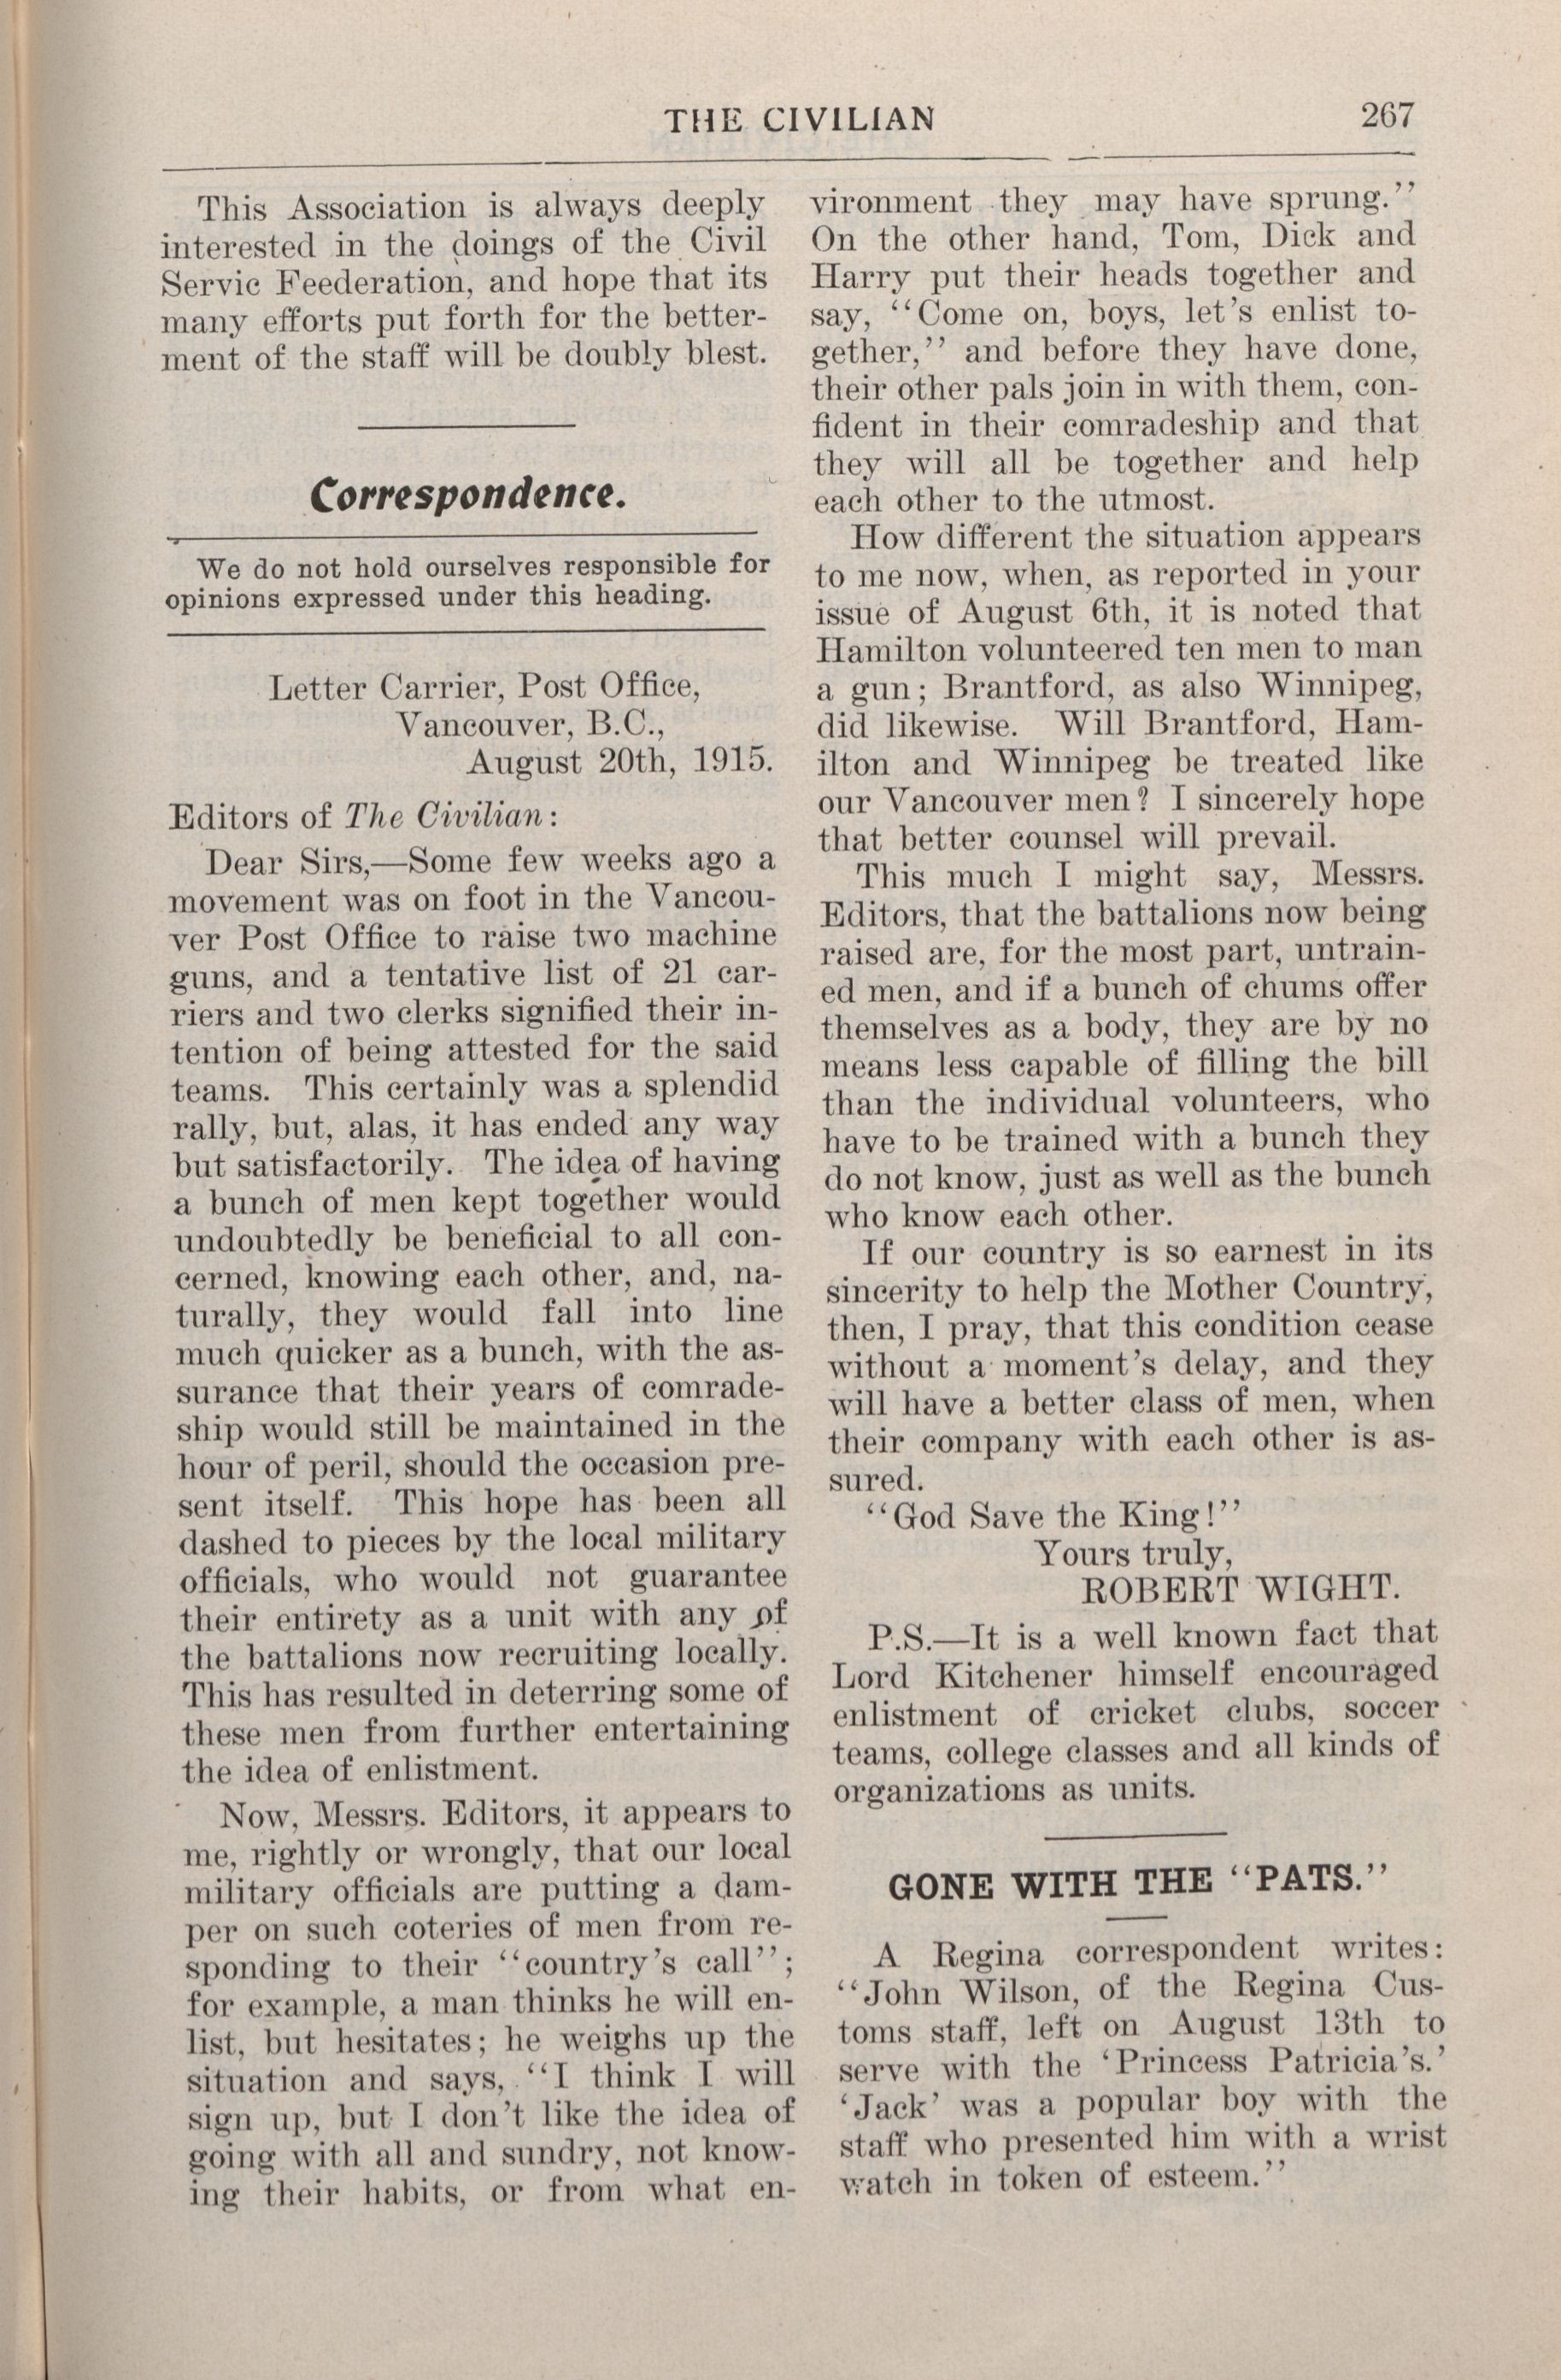 THE CIVILIAN
267
This Association is always deeply
interested in the doings of the Civil
Servic Feederation, and hope that its
many efforts put forth for the better-
ment of the staff will be doubly blest.
Correspondence.
We do not hold ourselves responsible for
opinions expressed under this heading.
Letter Carrier, Post Office,
Vancouver, B.C.,
August 20th, 1915.
Editors of The Civilian:
Dear Sirs,—Some few weeks ago a
movement was on foot in the Vancou-
ver Post Office to raise two machine
guns, and a tentative list of 21 car-
riers and two clerks signified their in-
tention of being attested for the said
teams. This certainly was a splendid
rally, but, alas, it has ended any way
but satisfactorily. The idea of having
a bunch of men kept together would
undoubtedly be beneficial to all con-
cerned, knowing each other, and, na-
turally, they would fall into line
much quicker as a bunch, with the as-
surance that their years of comrade-
ship would still be maintained in the
hour of peril, should the occasion pre-
sent itself. This hope has been all
dashed to pieces by the local military
officials, who would not guarantee
their entirety as a unit with any of
the battalions now recruiting locally.
This has resulted in deterring some of
these men from further entertaining
the idea of enlistment.
Now, Messrs. Editors, it appears to
me, rightly or wrongly, that our local
military officials are putting a dam-
per on such coteries of men from re-
sponding to their "country's call";
for example, a man thinks he will en-
list, but hesitates; he weighs up the
situation and says, "I think I will
sign up, but I don't like the idea of
going with all and sundry, not know-
ing their habits, or from what en-
vironment they may have sprung."
On the other hand, Tom, Dick and
Harry put their heads together and
say, "Come on, boys, let's enlist to-
gether," and before they have done,
their other pals join in with them, con-
fident in their comradeship and that
they will all be together and help
each other to the utmost.
How different the situation appears
to me now, when, as reported in your
issue of August 6th, it is noted that
Hamilton volunteered ten men to man
a gun; Brantford, as also Winnipeg,
did likewise. Will Brantford, Ham-
ilton and Winnipeg be treated like
our Vancouver men? I sincerely hope
that better counsel will prevail.
This much I might say, Messrs.
Editors, that the battalions now being
raised are, for the most part, untrain-
ed men, and if a bunch of chums offer
themselves as a body, they are by no
means less capable of filling the bill
than the individual volunteers, who
have to be trained with a bunch they
do not know, just as well as the bunch
who know each other.
If our country is so earnest in its
sincerity to help the Mother Country,
then, I pray, that this condition cease
without a moment's delay, and they
will have a better class of men, when
their company with each other is as-
sured.
"God Save the King!"
Yours truly,
ROBERT WIGHT.
P.S.—It is a well known fact that
Lord Kitchener himself encouraged
enlistment of cricket clubs, soccer
teams, college classes and all kinds of
organizations as units.
GONE WITH THE "PATS."
A Regina correspondent writes:
"John Wilson, of the Regina Cus-
toms staff, left on August 13th to
serve with the 'Princess Patricia's.'
'Jack' was a popular boy with the
staff who presented him with a wrist
watch in token of esteem."